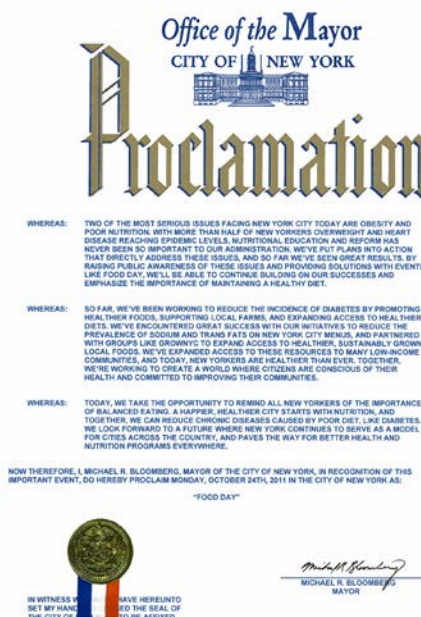 Office of the Mayor
CITY OF NEW YORK
Proclamation
WHEREAS: TWO OF THE MOST SERIOUS ISSUES FACING NEW YORK CITY TODAY ARE OBESITY AND
POOR NUTRITION. WITH MORE THAN HALF OF NEW YORKERS OVERWEIGHT AND HEART
DISEASE REACHING EPIDEMIC LEVELS, NUTRITIONAL EDUCATION AND REFORM HAS
NEVER BEEN SO IMPORTANT TO OUR ADMINISTRATION. WE'VE PUT PLANS INTO ACTION
THAT DIRECTLY ADDRESS THESE ISSUES, AND SO FAR WE'VE SEEN GREAT RESULTS. BY
RAISING PUBLIC AWARENESS OF THESE ISSUES AND PROVIDING SOLUTIONS WITH EVENTS
LIKE FOOD DAY, WE'LL BE ABLE TO CONTINUE BUILDING ON OUR SUCCESSES AND
EMPHASIZE THE IMPORTANCE OF MAINTAINING A HEALTHY DIET.
WHEREAS: SO FAR, WE'VE BEEN WORKING TO REDUCE THE INCIDENCE OF DIABETES BY PROMOTING
HEALTHIER FOODS, SUPPORTING LOCAL FARMS, AND EXPANDING ACCESS TO HEALTHIER
DIETS. WE'VE ENCOUNTERED GREAT SUCCESS WITH OUR INITIATIVES TO REDUCE THE
PREVALENCE OF SODIUM AND TRANS FATS ON NEW YORK CITY MENUS, AND PARTNERED
WITH GROUPS LIKE GROWNYC TO EXPAND ACCESS TO HEALTHIER, SUSTAINABLY GROWN
LOCAL FOODS. WE'VE EXPANDED ACCESS TO THESE RESOURCES TO MANY LOW-INCOME
COMMUNITIES, AND TODAY, NEW YORKERS ARE HEALTHIER THAN EVER. TOGETHER,
WE'RE WORKING TO CREATE A WORLD WHERE CITIZENS ARE CONSCIOUS OF THEIR
HEALTH AND COMMITTED TO IMPROVING THEIR COMMUNITIES.
WHEREAS: TODAY, WE TAKE THE OPPORTUNITY TO REMIND ALL NEW YORKERS OF THE IMPORTANCE
OF BALANCED EATING. A HAPPIER, HEALTHIER CITY STARTS WITH NUTRITION, AND
TOGETHER, WE CAN REDUCE CHRONIC DISEASES CAUSED BY POOR DIET, LIKE DIABETES.
WE LOOK FORWARD TO A FUTURE WHERE NEW YORK CONTINUES TO SERVE AS A MODEL
FOR CITIES ACROSS THE COUNTRY, AND PAVES THE WAY FOR BETTER HEALTH AND
NUTRITION PROGRAMS EVERYWHERE.
NOW THEREFORE, I, MICHAEL R. BLOOMBERG, MAYOR OF THE CITY OF NEW YORK, IN RECOGNITION OF THIS
IMPORTANT EVENT, DO HEREBY PROCLAIM MONDAY, OCTOBER 24TH, 2011 IN THE CITY OF NEW YORK AS:
"FOOD DAY"
MICHAEL R. BLOOMBERG
MAYOR
IN WITNESS HAVE HEREUNTO
SET MY HAND THE SEAL OF
THE CITY OF TO BE AFFIXED